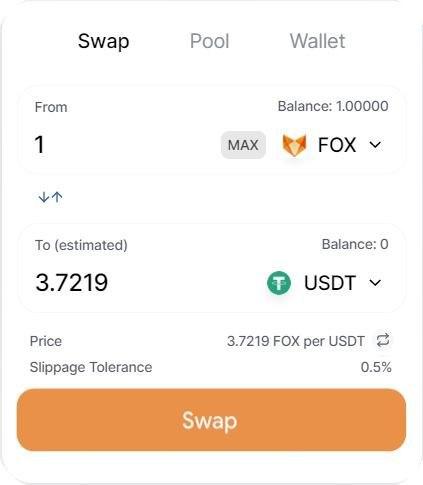 Swap Pool Wallet
From Balance: 1.00000
1 MAX FOX
To (estimated) Balance: 0
3.7219 USDT
Price 3.7219 FOX per USDT
Slippage Tolerance 0.5%
Swap